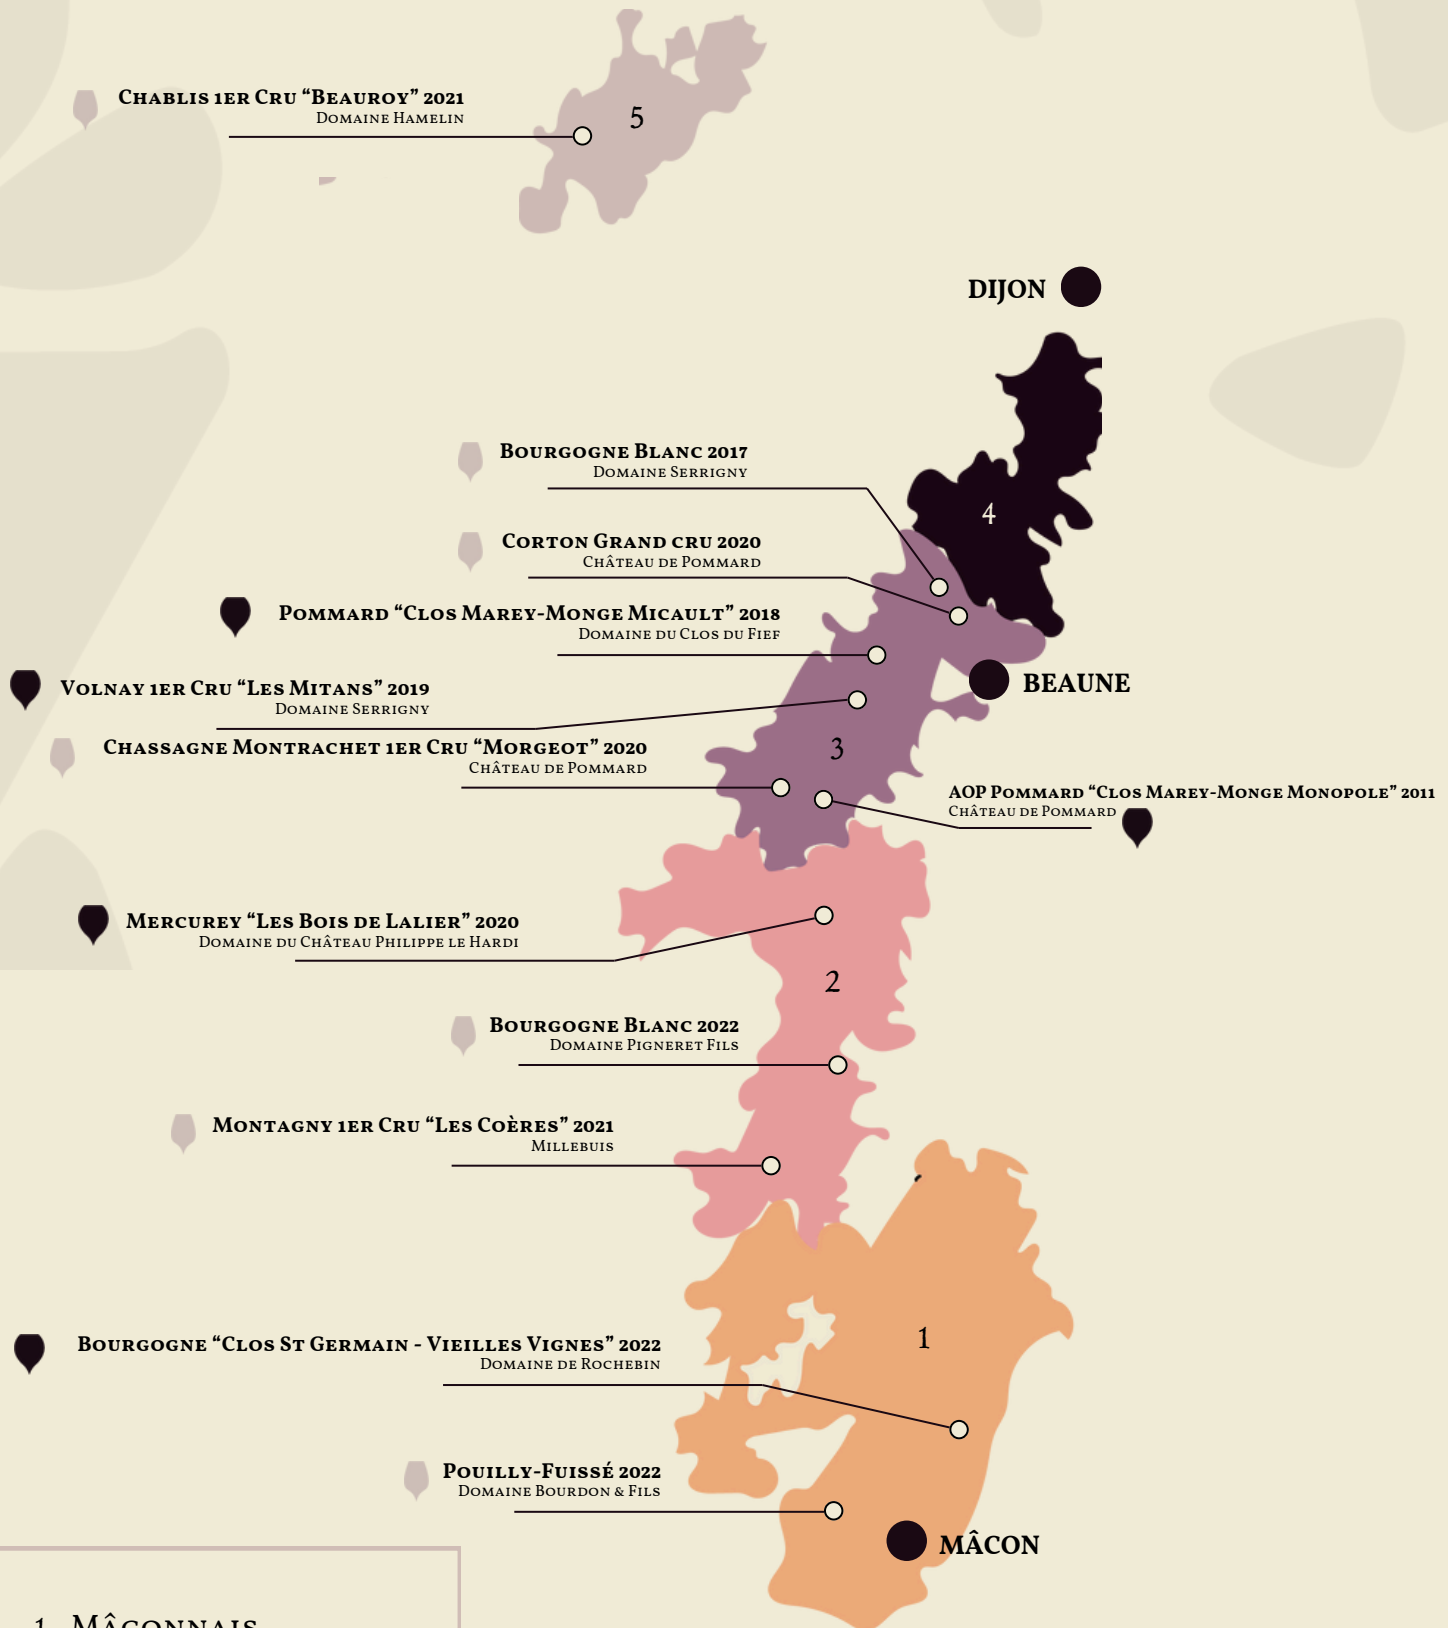 Chablis 1er Cru “Beauroy” 2021
Domaine Hamelin
5
DIJON
Bourgogne Blanc 2017
Domaine Serrigny
4
Corton Grand cru 2020
Château de Pommard
Pommard “Clos Marey-Monge Micault” 2018
Domaine du Clos du Fief
BEAUNE
Volnay 1er Cru “Les Mitans” 2019
Domaine Serrigny
3
Chassagne Montrachet 1er Cru “Morgeot” 2020
Château de Pommard
AOP Pommard “Clos Marey-Monge Monopole” 2011
Château de Pommard
Mercurey “Les Bois de Lalier” 2020
Domaine du Château Philippe le Hardi
2
Bourgogne Blanc 2022
Domaine Pigneret Fils
Montagny 1er Cru “Les Coères” 2021
Millebuis
1
Bourgogne “Clos St Germain - Vieilles Vignes” 2022
Domaine de Rochebin
Pouilly-Fuissé 2022
Domaine Bourdon & Fils
MÂCON
1 Mâconnais